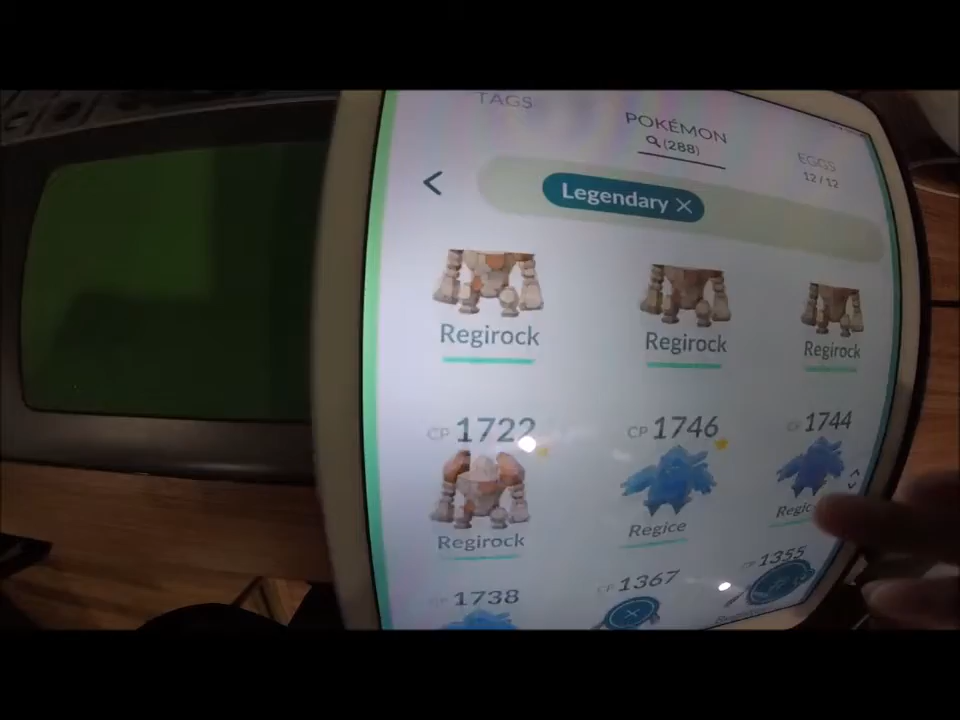 TAGS
POKÉMON
(288)
EGGS
12/12
<
Legendary ×
Regirock
Regirock
Regirock
CP 1722
CP 1746
CP 1744
Regirock
Regice
Regice
CP 1738
CP 1367
CP 1355